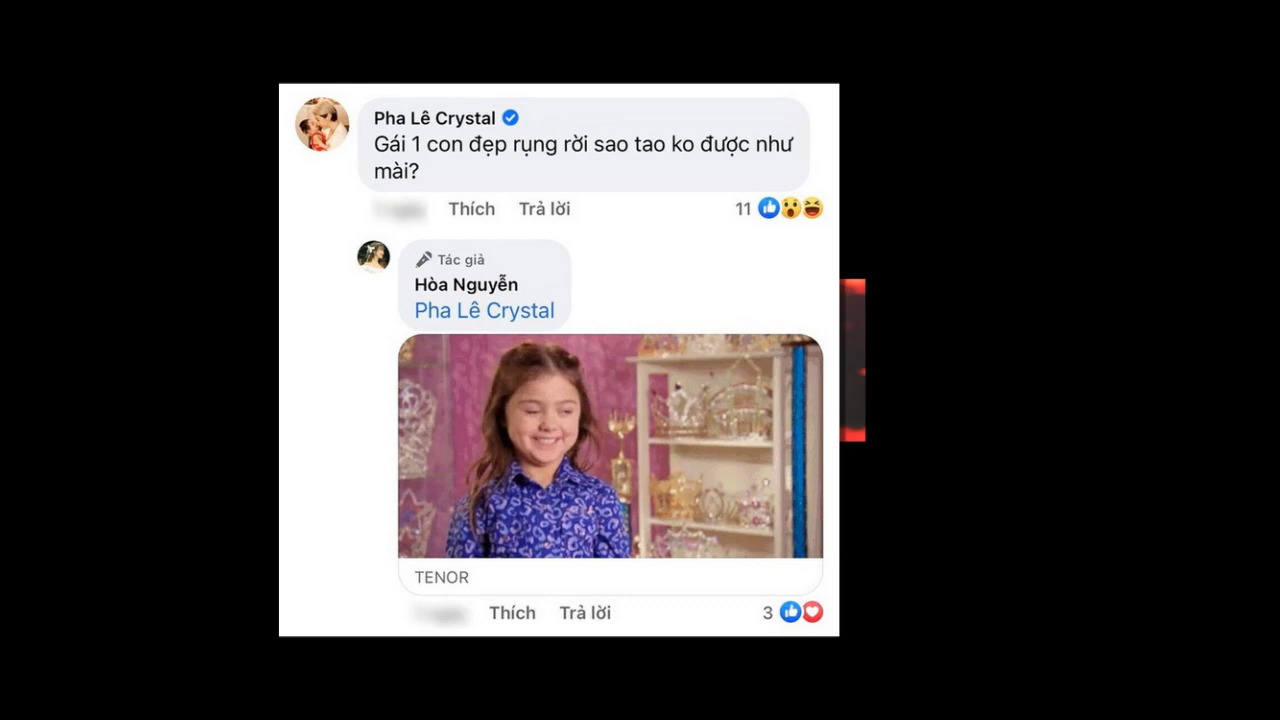 Pha Lê Crystal
Gái 1 con đẹp rụng rời sao tao ko được như
mài?
Thích Trả lời 11
Tác giả
Hòa Nguyễn
Pha Lê Crystal
TENOR
Thích Trả lời 3